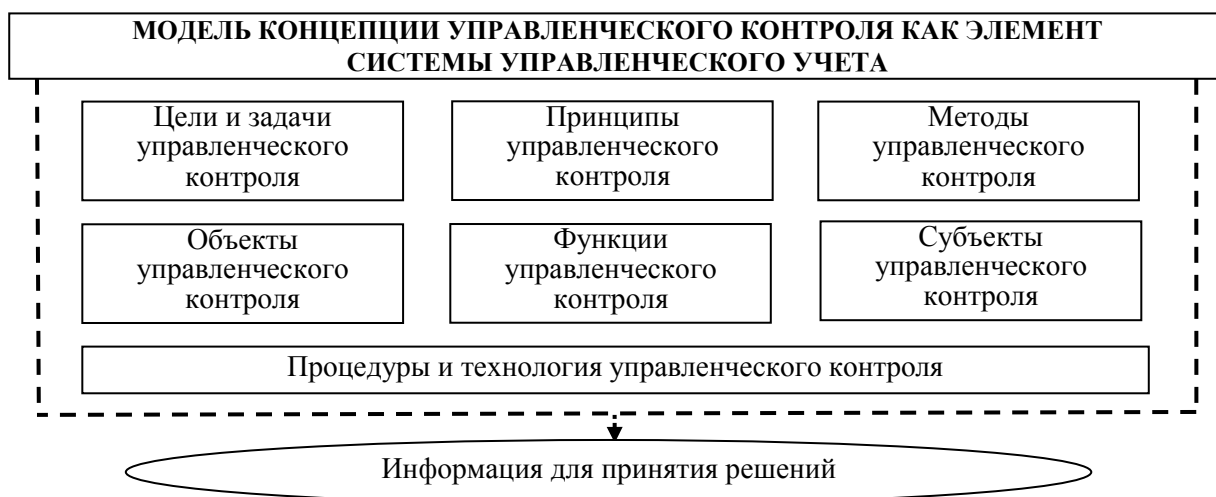 МОДЕЛЬ КОНЦЕПЦИИ УПРАВЛЕНЧЕСКОГО КОНТРОЛЯ КАК ЭЛЕМЕНТ
СИСТЕМЫ УПРАВЛЕНЧЕСКОГО УЧЕТА
Цели и задачи
управленческого
контроля
Принципы
управленческого
контроля
Методы
управленческого
контроля
Объекты
управленческого
контроля
Функции
управленческого
контроля
Субъекты
управленческого
контроля
Процедуры и технология управленческого контроля
Информация для принятия решений